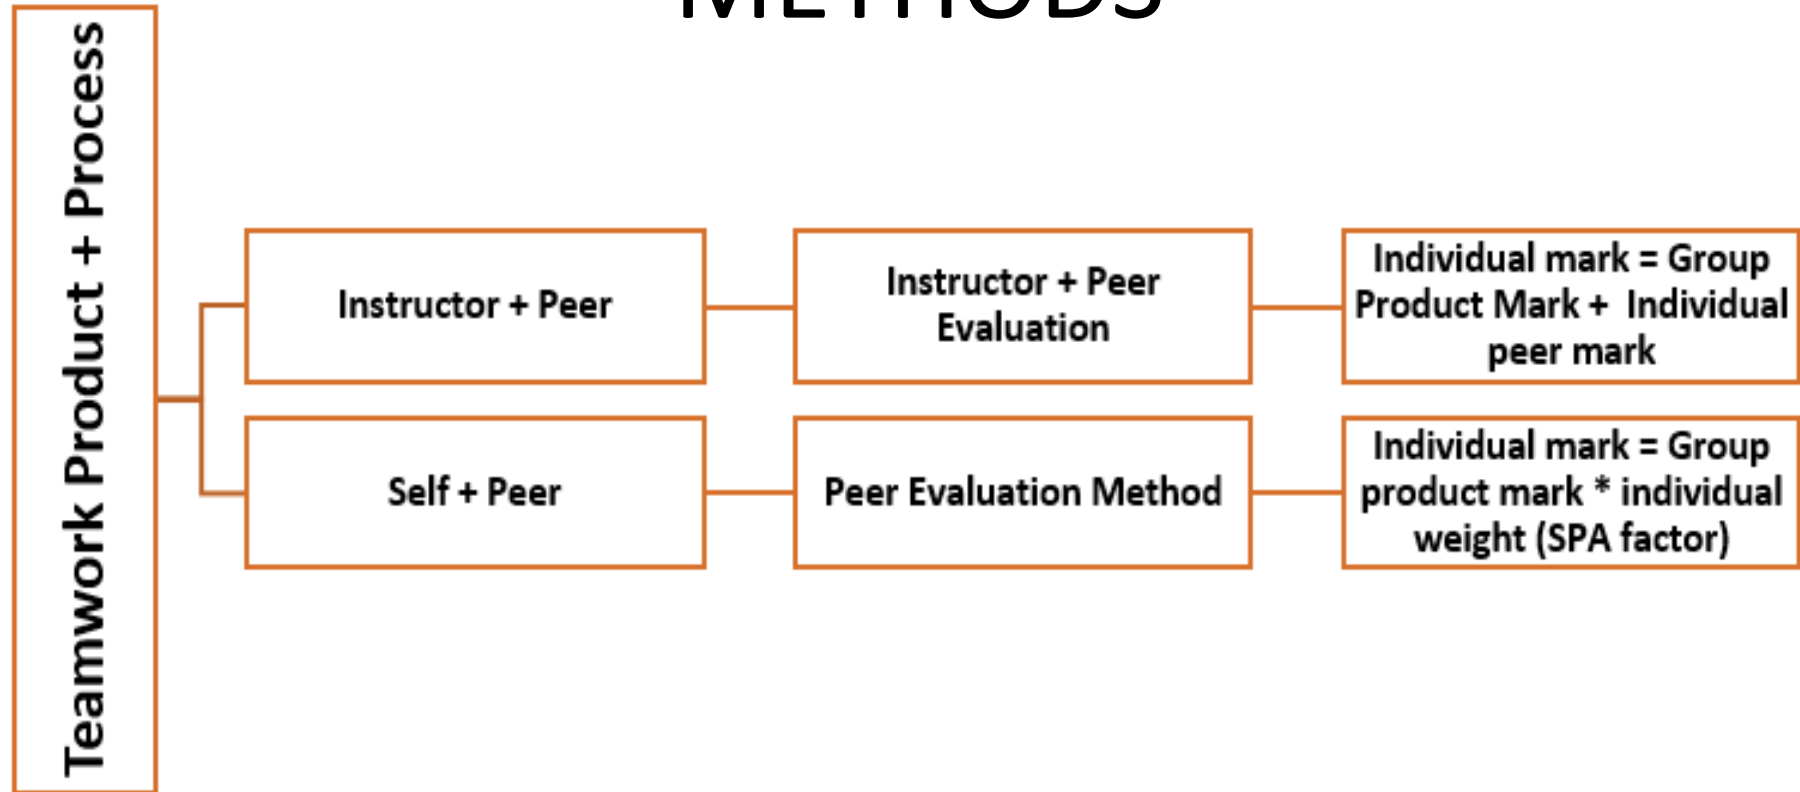 METHODS
Teamwork Product + Process
Instructor + Peer
Instructor + Peer
Evaluation
Individual mark = Group
Product Mark + Individual
peer mark
Self + Peer
Peer Evaluation Method
Individual mark = Group
product mark * individual
weight (SPA factor)